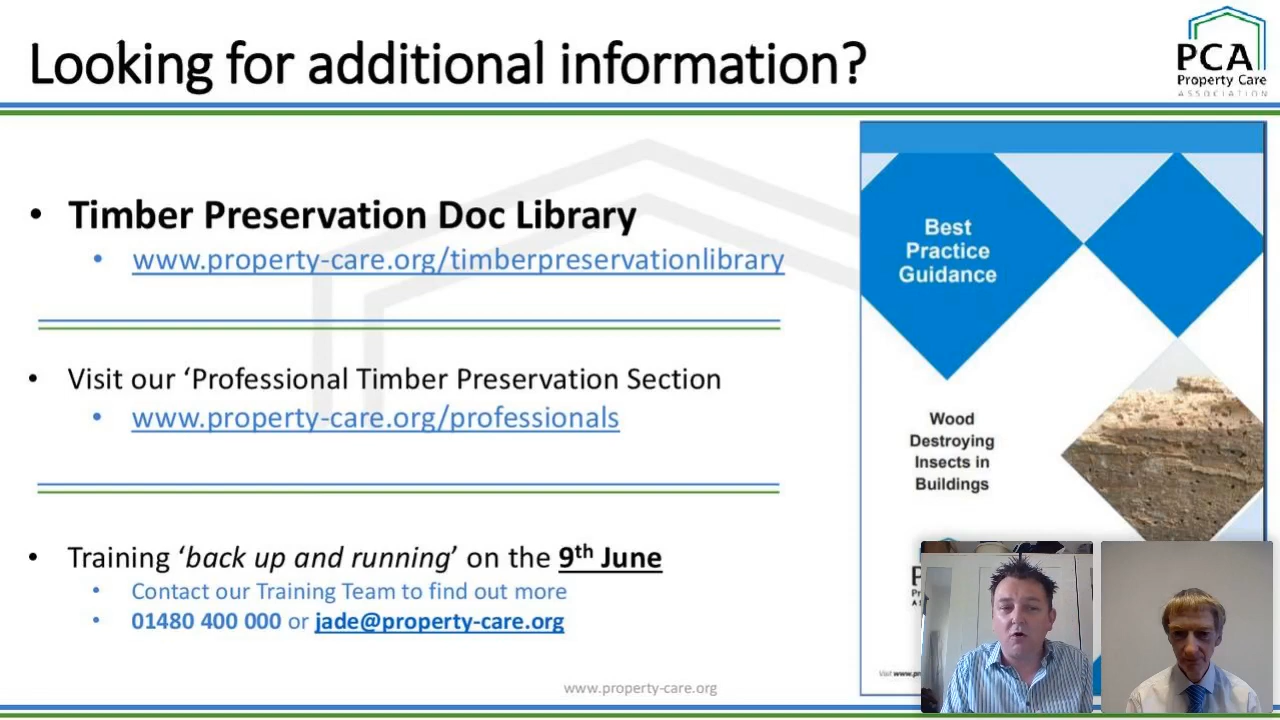 Looking for additional information?
PCA
Property Care
ASSOCIATION
• Timber Preservation Doc Library
• www.property-care.org/timberpreservationlibrary
• Visit our ‘Professional Timber Preservation Section
• www.property-care.org/professionals
• Training ‘back up and running’ on the 9th June
• Contact our Training Team to find out more
• 01480 400 000 or jade@property-care.org
www.property-care.org
Best
Practice
Guidance
Wood
Destroying
Insects in
Buildings